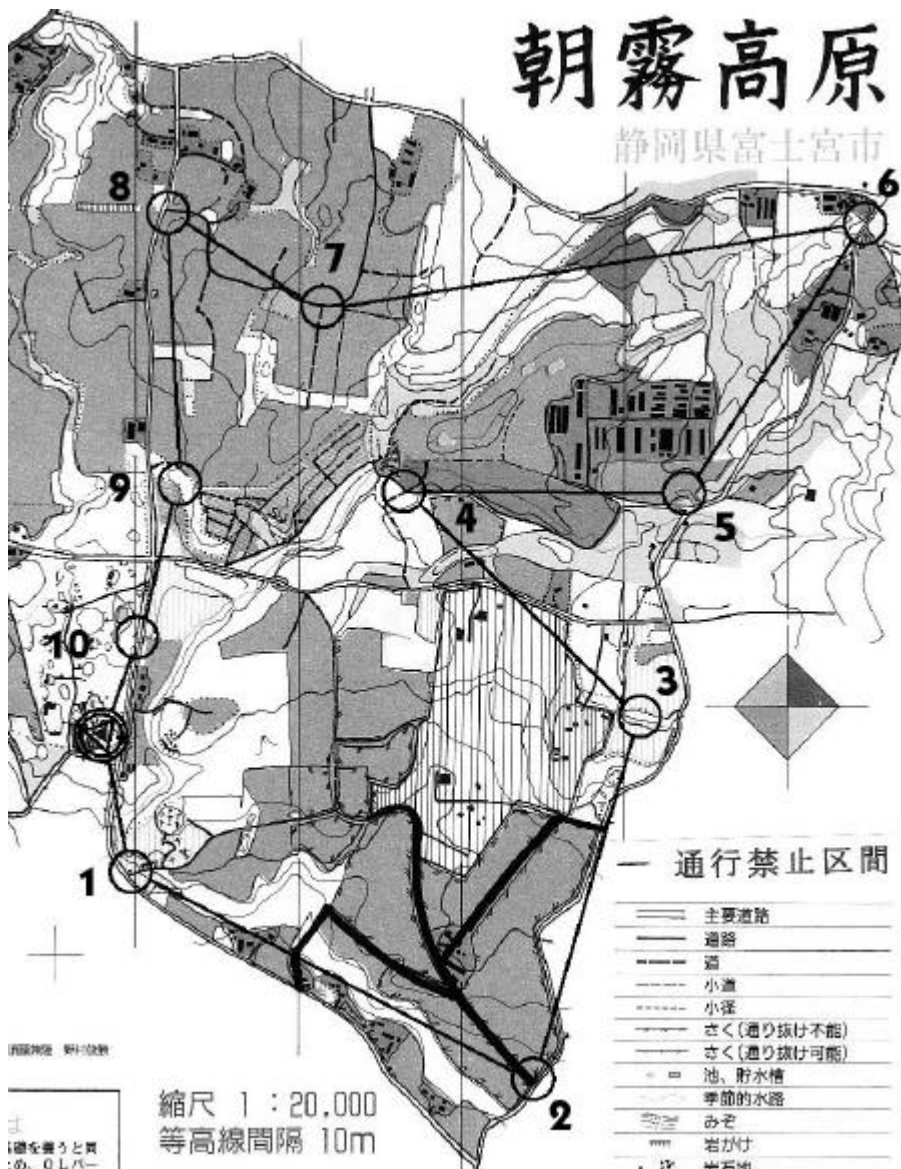 朝霧高原
静岡県富士宮市
8
6
7
9
4
5
10
3
1
2
通行禁止区間
主要道路
道路
道
小道
小径
さく(通り抜け不能)
さく(通り抜け可能)
池、貯水槽
季節的水路
みぞ
岩がけ
岩石地
縮尺 1:20,000
等高線間隔 10m